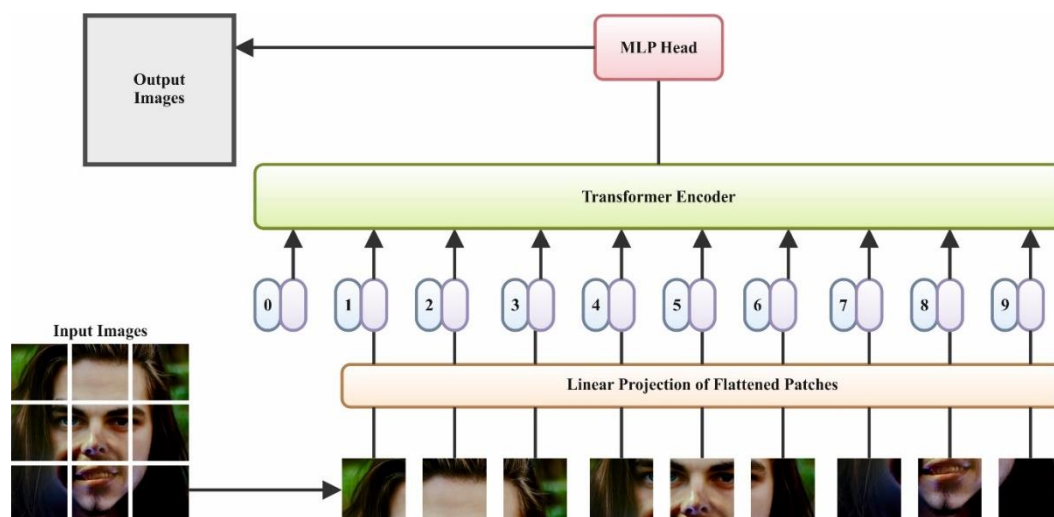 MLP Head
Output
Images
Transformer Encoder
0 1 2 3 4 5 6 7 8 9
Input Images
Linear Projection of Flattened Patches